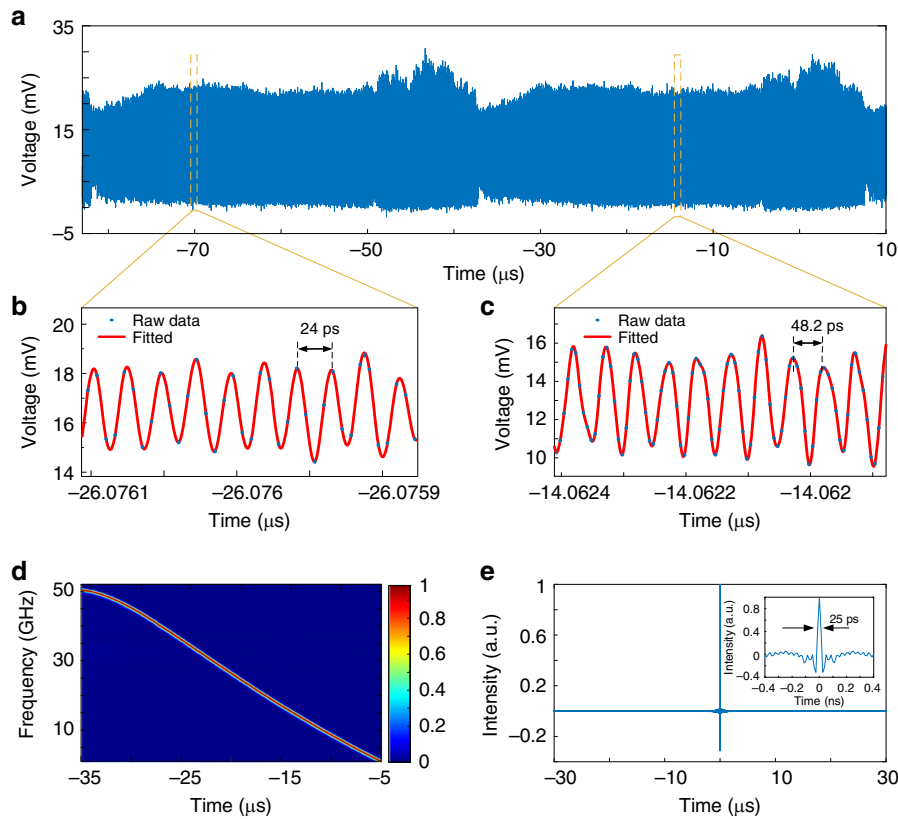 a
35
15
−5
Voltage (mV)
−70
−50
−30
−10
10
Time (μs)
b
Raw data
Fitted
24 ps
20
18
16
14
Voltage (mV)
−26.0761
−26.076
−26.0759
Time (μs)
c
Raw data
Fitted
48.2 ps
16
14
12
10
Voltage (mV)
−14.0624
−14.0622
−14.062
Time (μs)
d
50
30
10
Frequency (GHz)
−35
−25
−15
−5
Time (μs)
1
0.8
0.6
0.4
0.2
0
e
1
0.6
0.2
−0.2
Intensity (a.u.)
−30
−10
10
30
Time (μs)
0.8
0.4
0
−0.4
Intensity (a.u.)
25 ps
−0.4
−0.2
0
0.2
0.4
Time (ns)